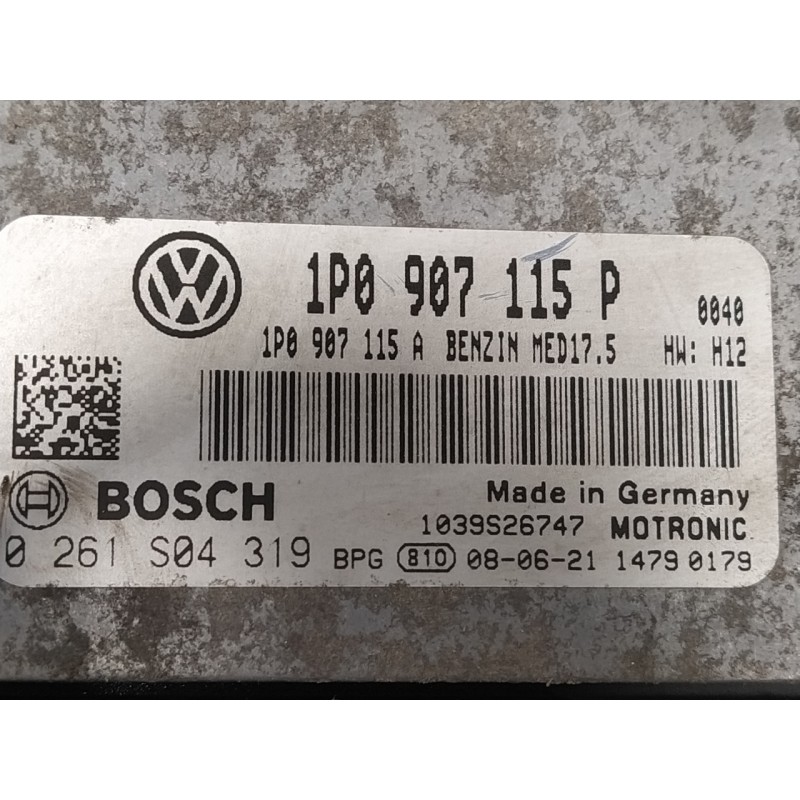 1P0 907 115 P 0040
1P0 907 115 A BENZIN MED17.5 HW: H12
BOSCH Made in Germany
1039S26747 MOTRONIC
0 261 S04 319 BPG 810 08-06-21 1479 0179